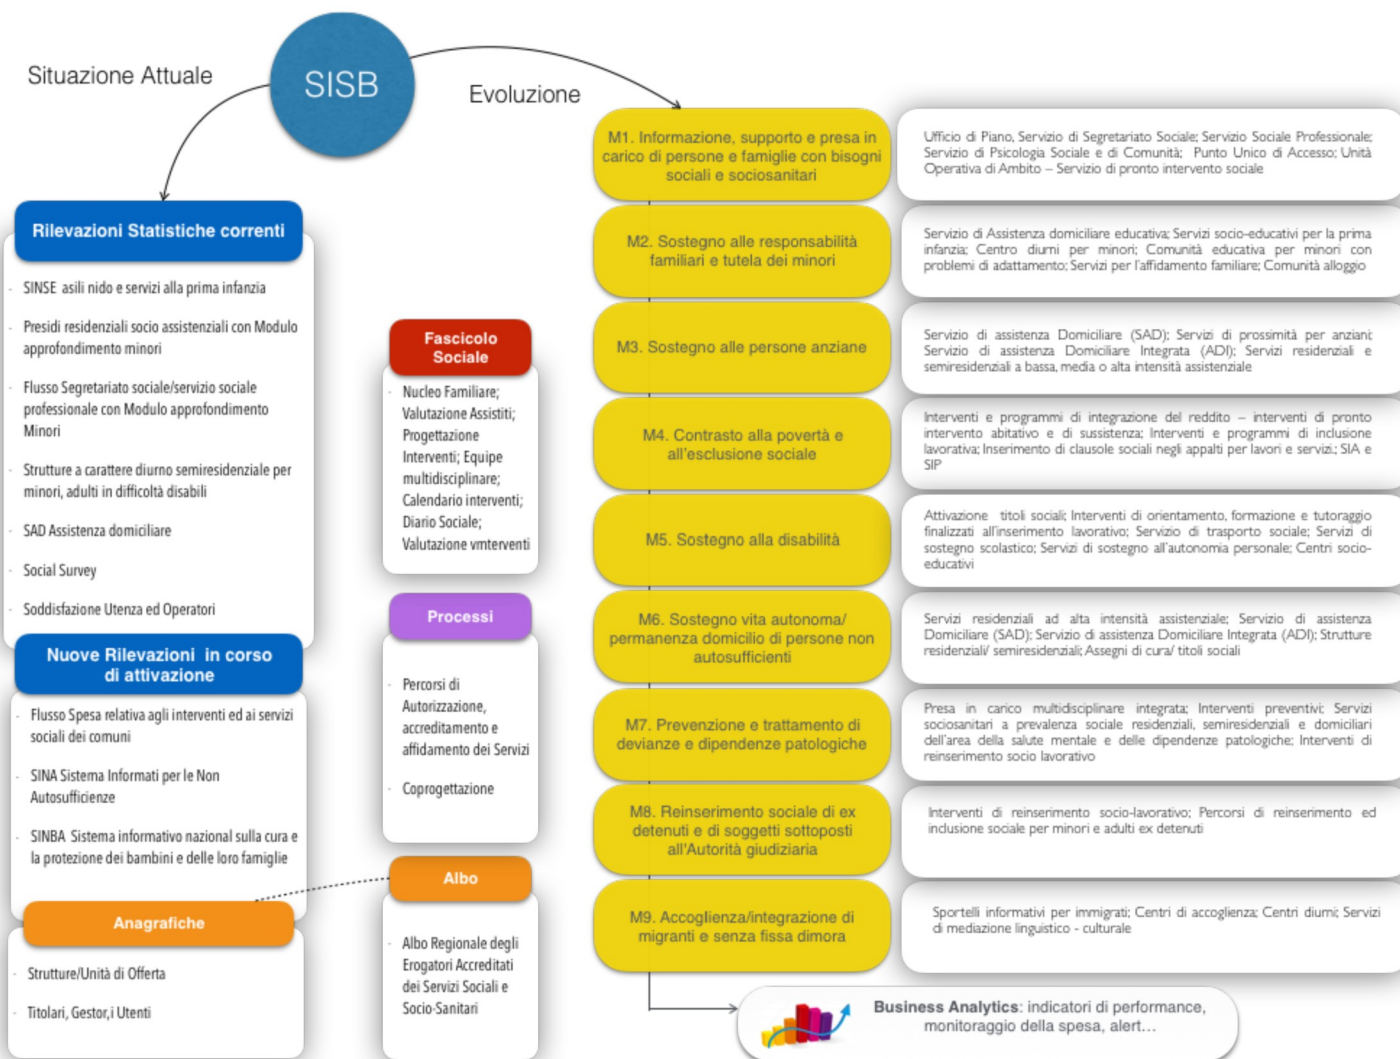 SISB
Situazione Attuale
Evoluzione
Rilevazioni Statistiche correnti
- SINSE asili nido e servizi alla prima infanzia
- Presidi residenziali socio assistenziali con Modulo
approfondimento minori
- Flusso Segretariato sociale/servizio sociale
professionale con Modulo approfondimento
Minori
- Strutture a carattere diurno semiresidenziale per
minori, adulti in difficoltà disabili
- SAD Assistenza domiciliare
- Social Survey
- Soddisfazione Utenza ed Operatori
Nuove Rilevazioni in corso
di attivazione
- Flusso Spesa relativa agli interventi ed ai servizi
sociali dei comuni
- SINA Sistema Informati per le Non
Autosufficienze
- SINBA Sistema informativo nazional sulla cura e
la protezione dei bambini e delle loro famiglie
Anagrafiche
- Strutture/Unità di Offerta
- Titolari, Gestor,i Utenti
Fascicolo
Sociale
- Nucleo Familiare;
Valutazione Assistiti;
Progettazione
Interventi; Equipe
multidisciplinare;
Calendario interventi;
Diario Sociale;
Valutazione vmterventi
Processi
- Percorsi di
Autorizzazione,
accreditamento e
affidamento dei Servizi
- Coprogettazione
Albo
- Albo Regionale degli
Erogatori Accreditati
dei Servizi Sociali e
Socio-Sanitari
M1. Informazione, supporto e presa in
carico di persone e famiglie con bisogni
sociali e sociosanitari
Ufficio di Piano, Servizio di Segretariato Sociale; Servizio Sociale Professionale;
Servizio di Psicologia Sociale e di Comunità; Punto Unico di Accesso; Unità
Operativa di Ambito – Servizio di pronto intervento sociale
M2. Sostegno alle responsabilità
familiari e tutela dei minori
Servizio di Assistenza domiciliare educativa; Servizi socio-educativi per la prima
infanzia; Centro diurni per minori; Comunità educativa per minori con
problemi di adattamento; Servizi per l'affidamento familiare; Comunità alloggio
M3. Sostegno alle persone anziane
Servizio di assistenza Domiciliare (SAD); Servizi di prossimità per anziani;
Servizio di assistenza Domiciliare Integrata (ADI); Servizi residenziali e
semiresidenziali a bassa, media o alta intensità assistenziale
M4. Contrasto alla povertà e
all'esclusione sociale
Interventi e programmi di integrazione del reddito – interventi di pronto
intervento abitativo e di sussistenza; Interventi e programmi di inclusione
lavorativa; Inserimento di clausole sociali negli appalti per lavori e servizi.; SIA e
SIP
M5. Sostegno alla disabilità
Attivazione titoli sociali; Interventi di orientamento, formazione e tutoraggio
finalizzati all'inserimento lavorativo; Servizio di trasporto sociale; Servizi di
sostegno scolastico; Servizi di sostegno all'autonomia personale; Centri socio-
educativi
M6. Sostegno vita autonoma/
permanenza domicilio di persone non
autosufficienti
Servizi residenziali ad alta intensità assistenziale; Servizio di assistenza
Domiciliare (SAD); Servizio di assistenza Domiciliare Integrata (ADI); Strutture
residenziali/ semiresidenziali; Assegni di cura/ titoli sociali
M7. Prevenzione e trattamento di
devianze e dipendenze patologiche
Presa in carico multidisciplinare integrata; Interventi preventivi; Servizi
sociosanitari a prevalenza sociale residenziali, semiresidenziali e domiciliari
dell'area della salute mentale e delle dipendenze patologiche; Interventi di
reinserimento socio lavorativo
M8. Reinserimento sociale di ex
detenuti e di soggetti sottoposti
all'Autorità giudiziaria
Interventi di reinserimento socio-lavorativo; Percorsi di reinserimento ed
inclusione sociale per minori e adulti ex detenuti
M9. Accoglienza/integrazione di
migranti e senza fissa dimora
Sportelli informativi per immigrati; Centri di accoglienza; Centri diurni; Servizi
di mediazione linguistico - culturale
Business Analytics: indicatori di performance,
monitoraggio della spesa, alert...